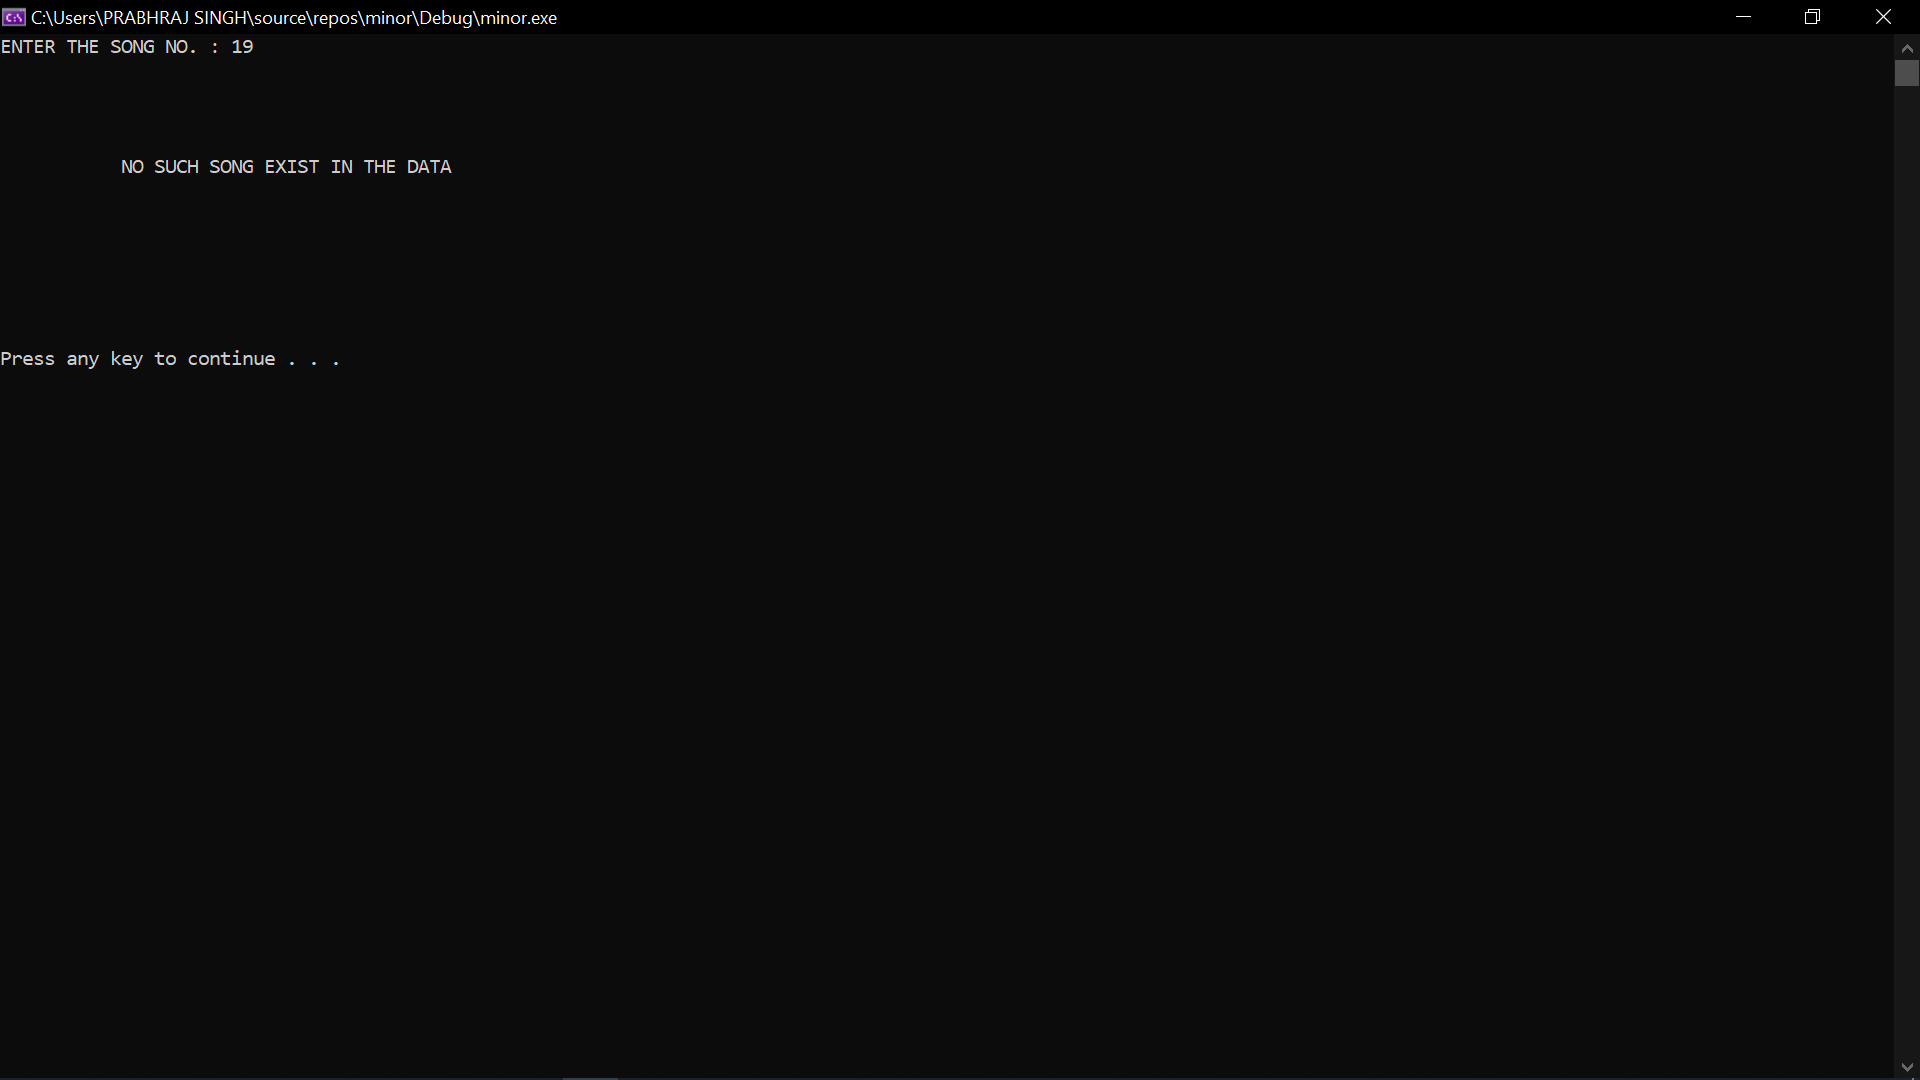 C:\Users\PRABHRAJ SINGH\source\repos\minor\Debug\minor.exe
ENTER THE SONG NO. : 19
NO SUCH SONG EXIST IN THE DATA
Press any key to continue . . .